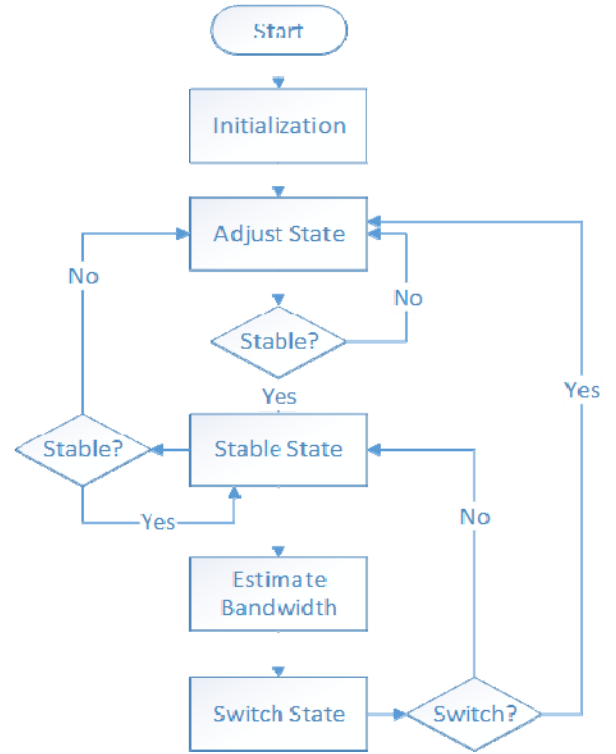 Start
Initialization
Adjust State
No
No
Stable?
Yes
Yes
Stable?
Stable State
Yes
No
Estimate
Bandwidth
Switch State
Switch?